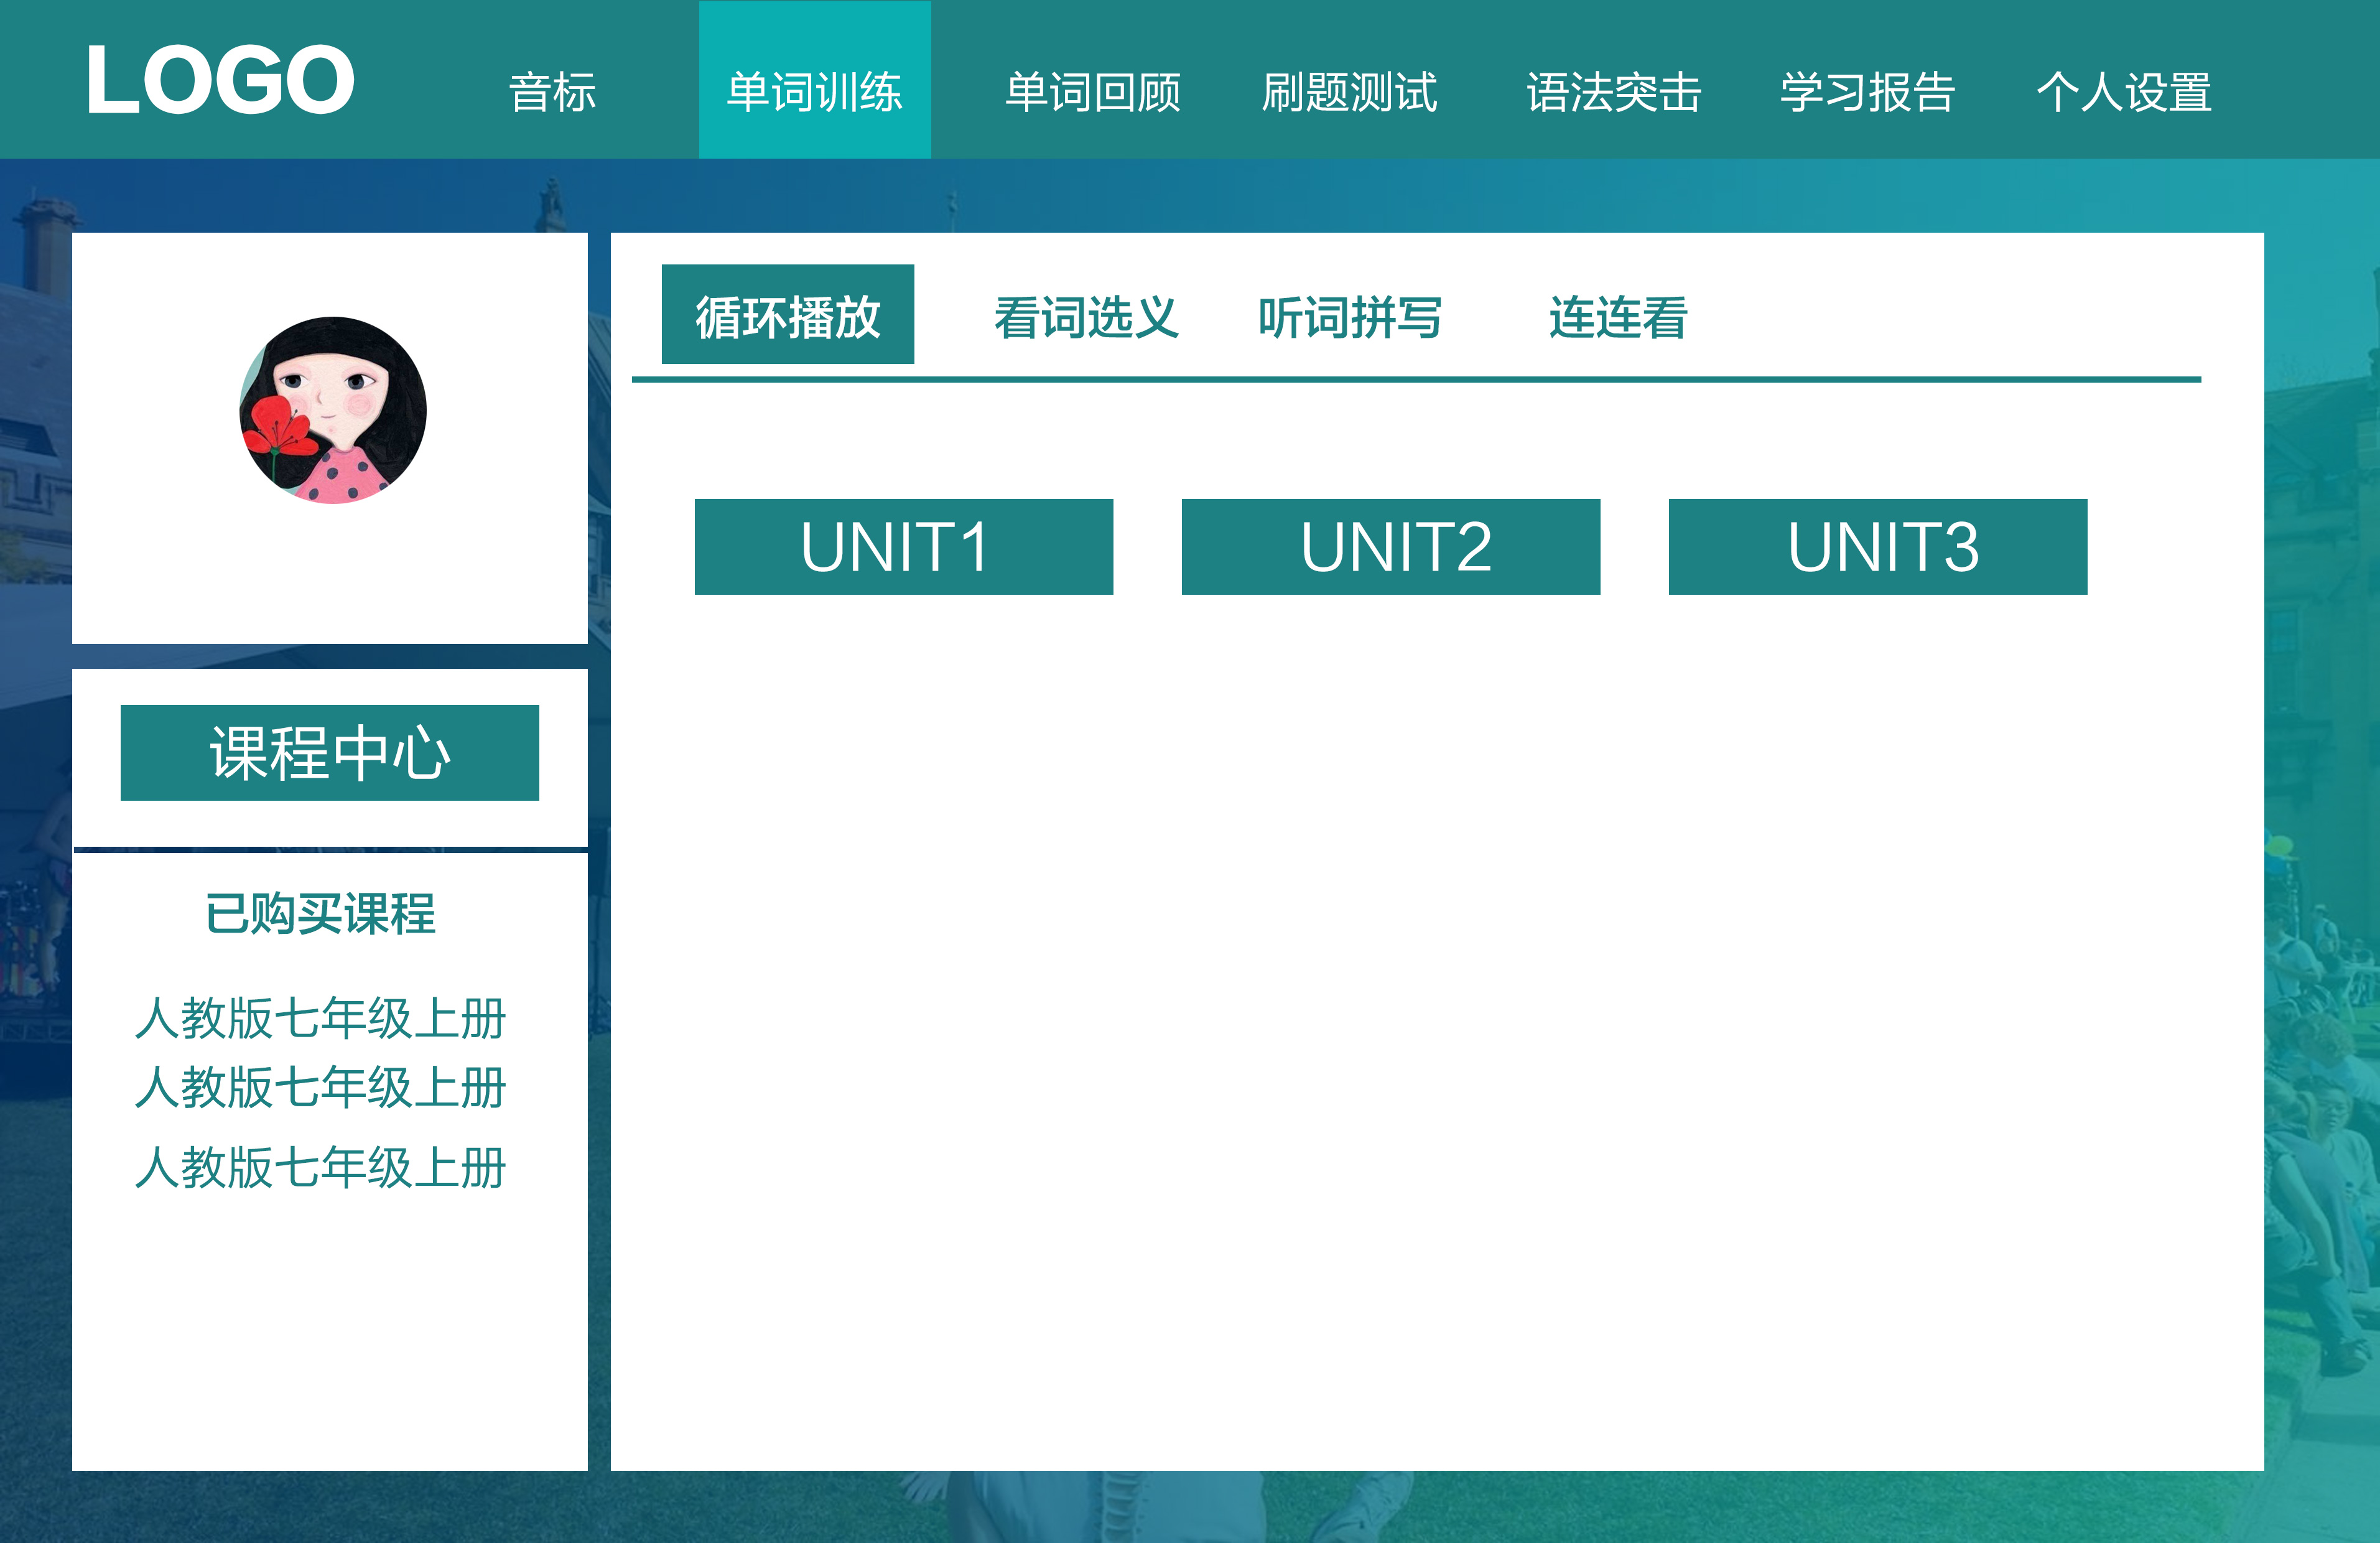 LOGO 音标 单词训练 单词回顾 刷题测试 语法突击 学习报告 个人设置
循环播放 看词选义 听词拼写 连连看
UNIT1 UNIT2 UNIT3
课程中心
已购买课程
人教版七年级上册
人教版七年级上册
人教版七年级上册